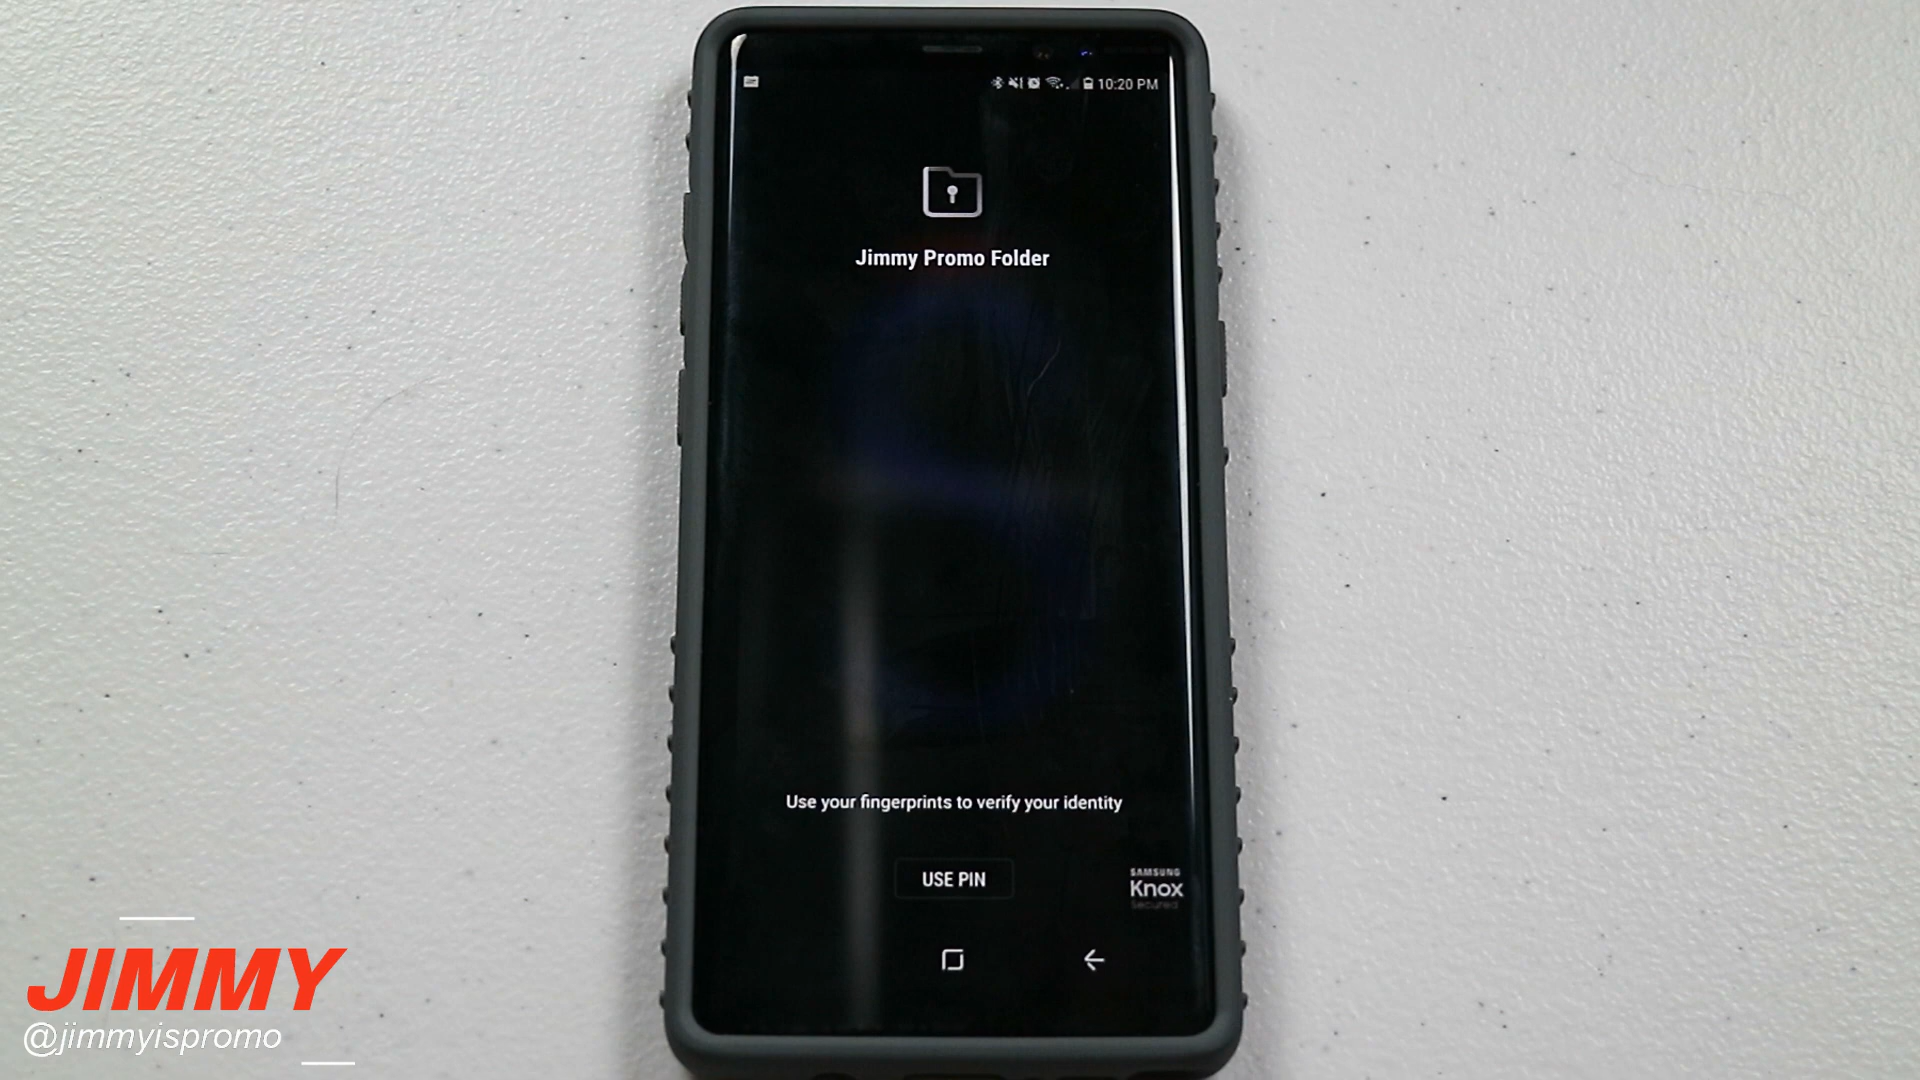 10:20 PM
Jimmy Promo Folder
Use your fingerprints to verify your identity
USE PIN
SAMSUNG
Knox
Secured
JIMMY
@jimmyispromo